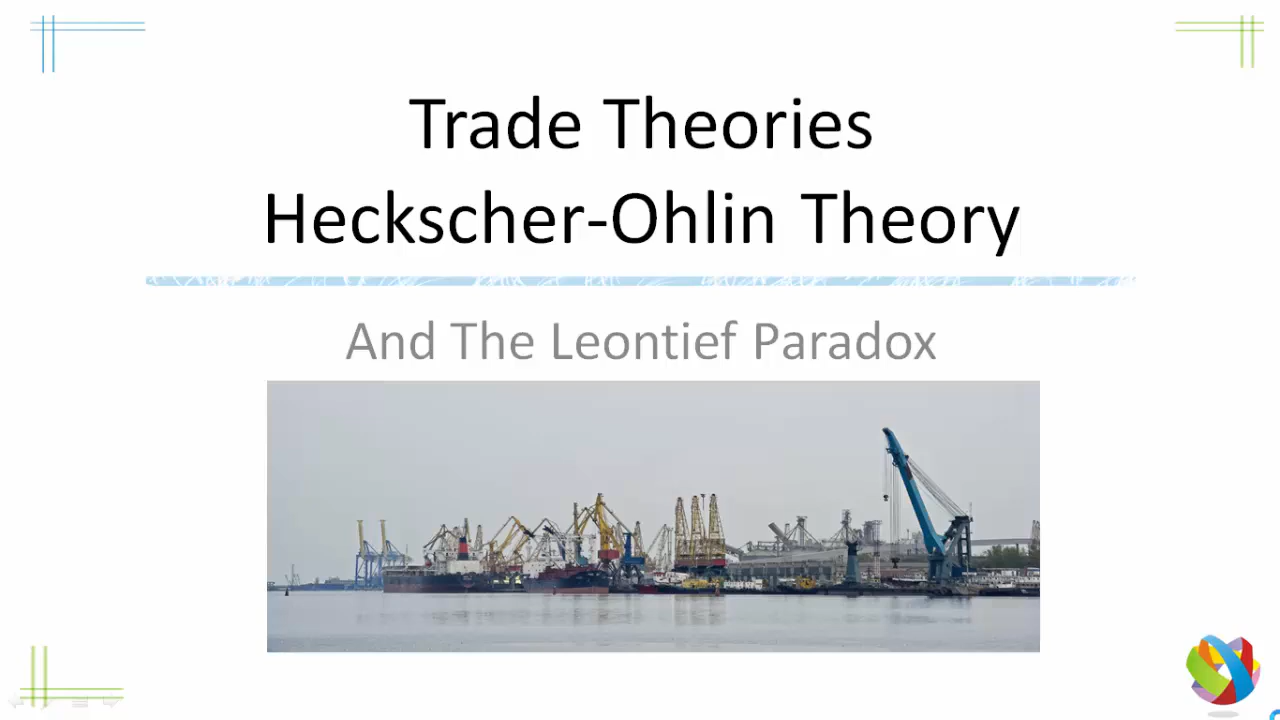 Trade Theories
Heckscher-Ohlin Theory
And The Leontief Paradox